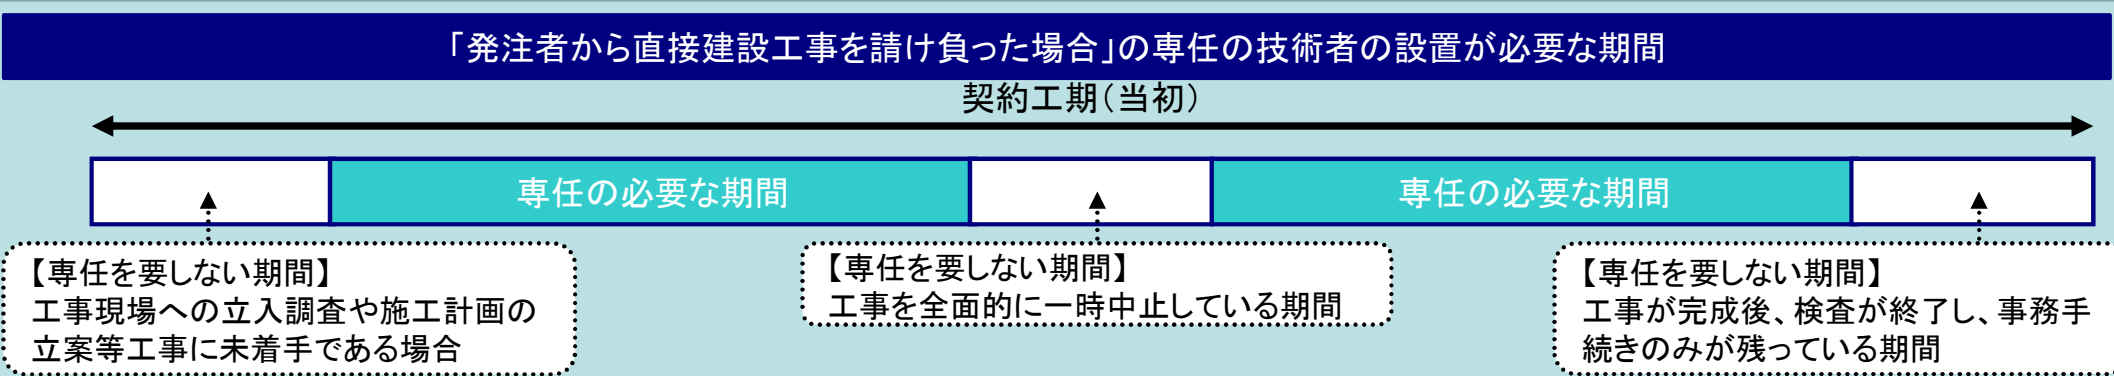 「発注者から直接建設工事を請け負った場合」の専任の技術者の設置が必要な期間
契約工期（当初）
専任の必要な期間
専任の必要な期間
【専任を要しない期間】
工事現場への立入調査や施工計画の
立案等工事に未着手である場合
【専任を要しない期間】
工事を全面的に一時中止している期間
【専任を要しない期間】
工事が完成後、検査が終了し、事務手
続きのみが残っている期間